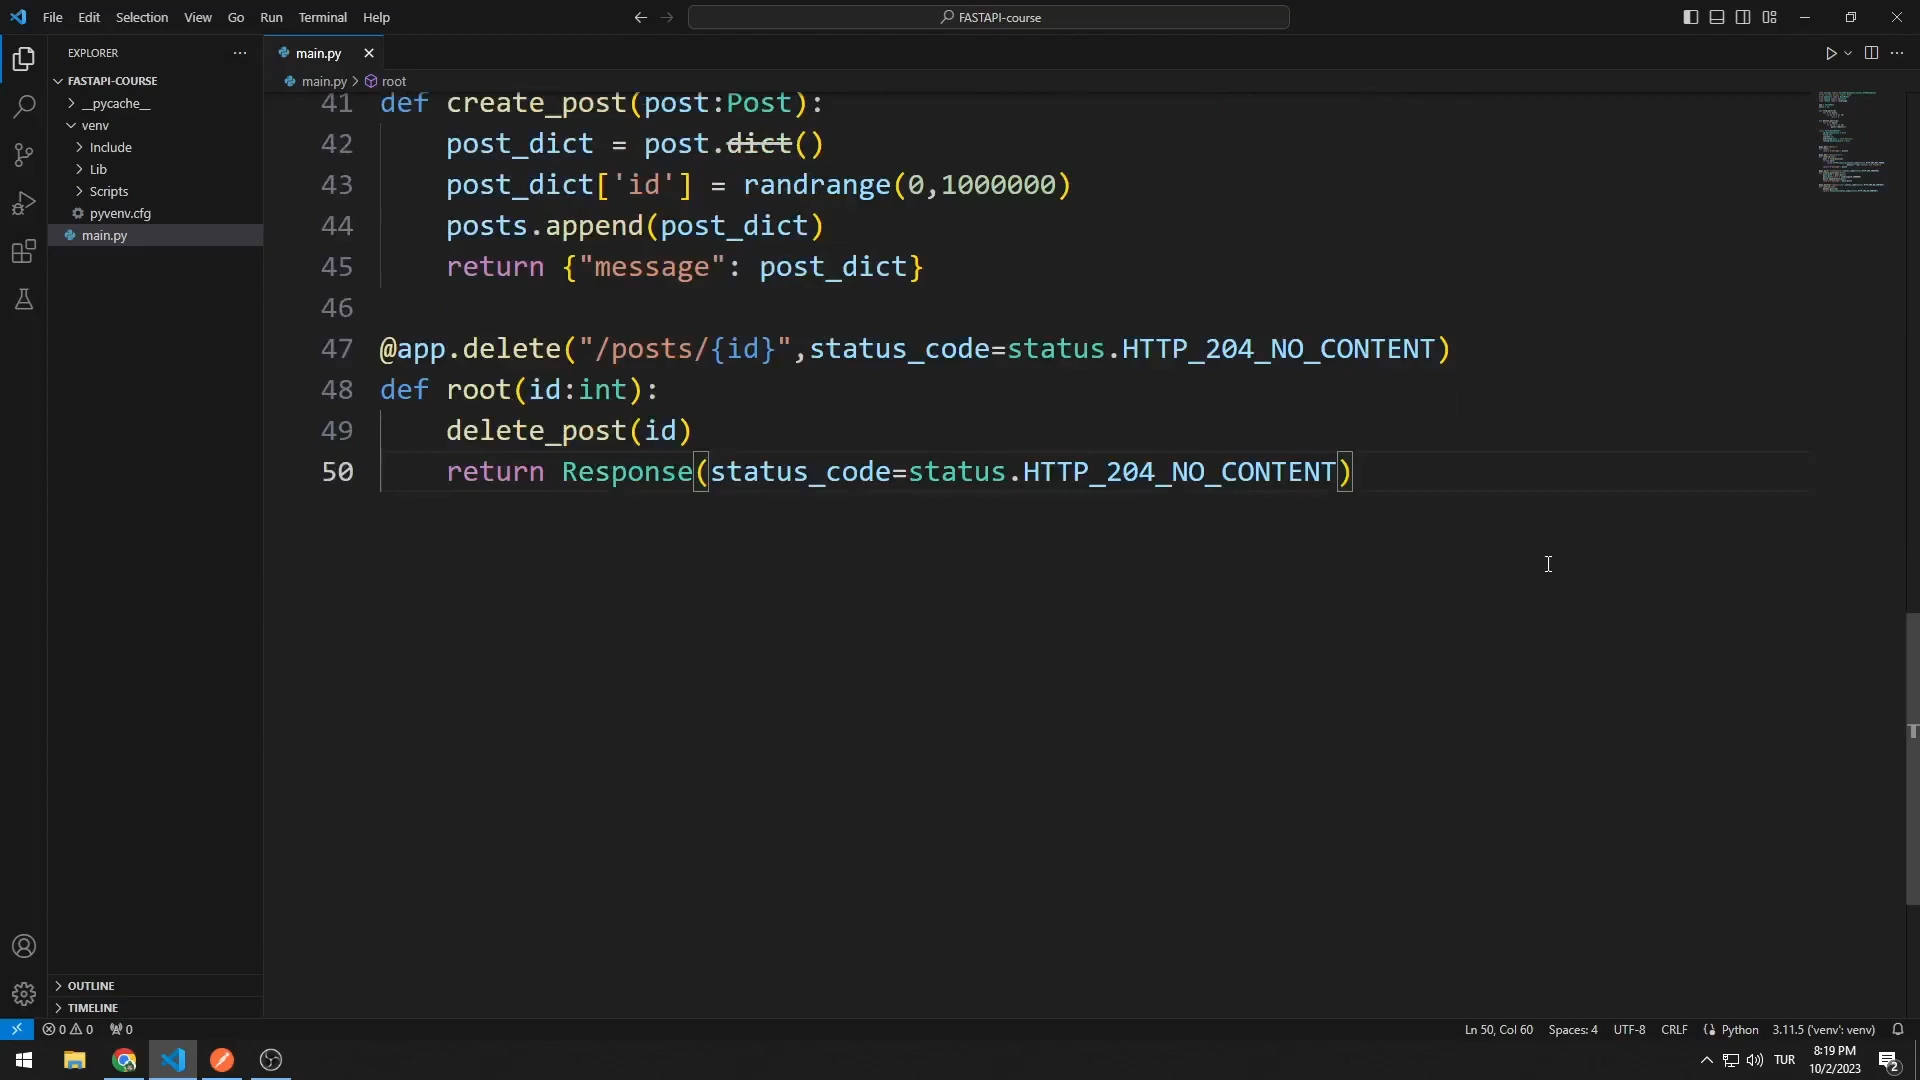 File Edit Selection View Go Run Terminal Help
FASTAPI-course
EXPLORER
FASTAPI-COURSE
__pycache__
venv
Include
Lib
Scripts
pyvenv.cfg
main.py
OUTLINE
TIMELINE
main.py
main.py > root
41 def create_post(post:Post):
42     post_dict = post.dict()
43     post_dict['id'] = randrange(0,1000000)
44     posts.append(post_dict)
45     return {"message": post_dict}
46
47 @app.delete("/posts/{id}",status_code=status.HTTP_204_NO_CONTENT)
48 def root(id:int):
49     delete_post(id)
50     return Response(status_code=status.HTTP_204_NO_CONTENT)
0 0 0
Ln 50, Col 60 Spaces: 4 UTF-8 CRLF Python 3.11.5 ('venv': venv)
TUR
8:19 PM
10/2/2023
2